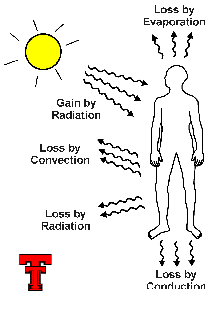 Loss by
Evaporation
Gain by
Radiation
Loss by
Convection
Loss by
Radiation
Loss by
Conduction